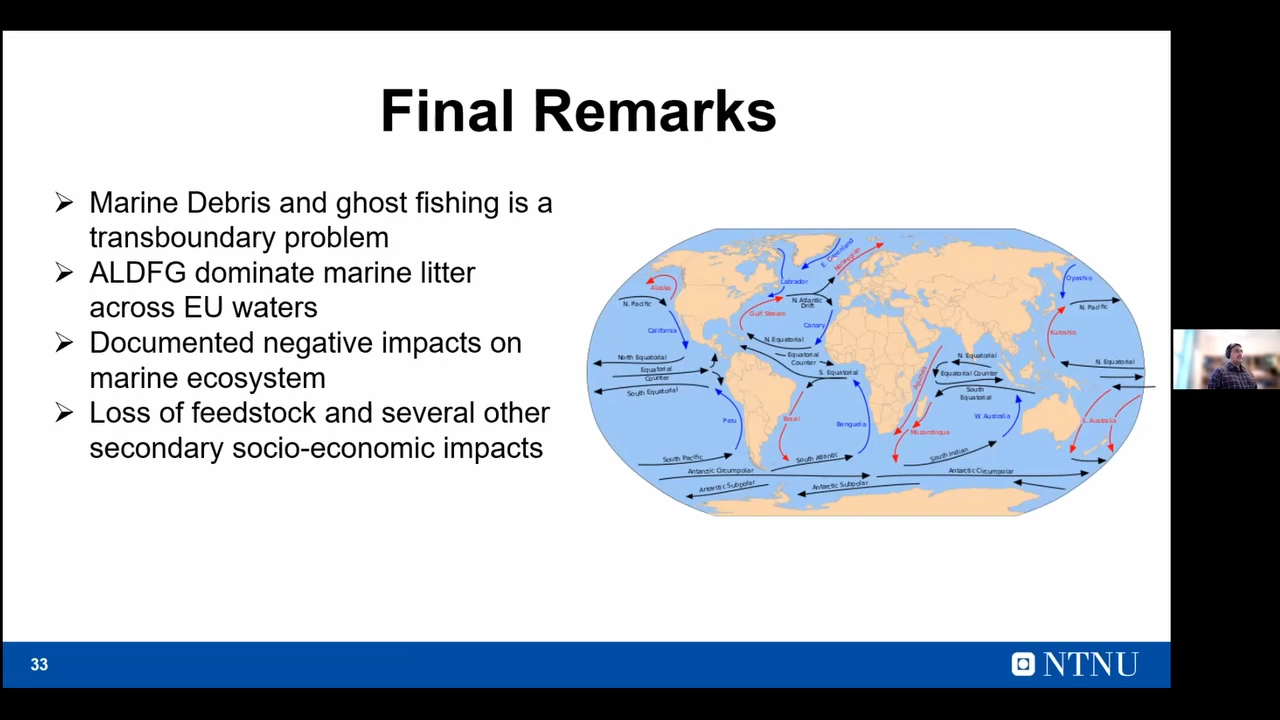 Final Remarks
Marine Debris and ghost fishing is a
transboundary problem
ALDFG dominate marine litter
across EU waters
Documented negative impacts on
marine ecosystem
Loss of feedstock and several other
secondary socio-economic impacts
E. Greenland
Norwegian
Alaska
Labrador
Oyashio
N. Pacific
N. Atlantic
Drift
N. Pacific
Gulf Stream
California
Canary
Kuroshio
N. Equatorial
North Equatorial
Equatorial
Counter
N. Equatorial
N. Equatorial
Equatorial
Counter
S. Equatorial
Equatorial Counter
South Equatorial
South
Equatorial
Peru
Brazil
Benguela
Mozambique
W. Australia
E. Australia
South Pacific
South Atlantic
South Indian
Antarctic Circumpolar
Antarctic Circumpolar
Antarctic Subpolar
Antarctic Subpolar
33
NTNU